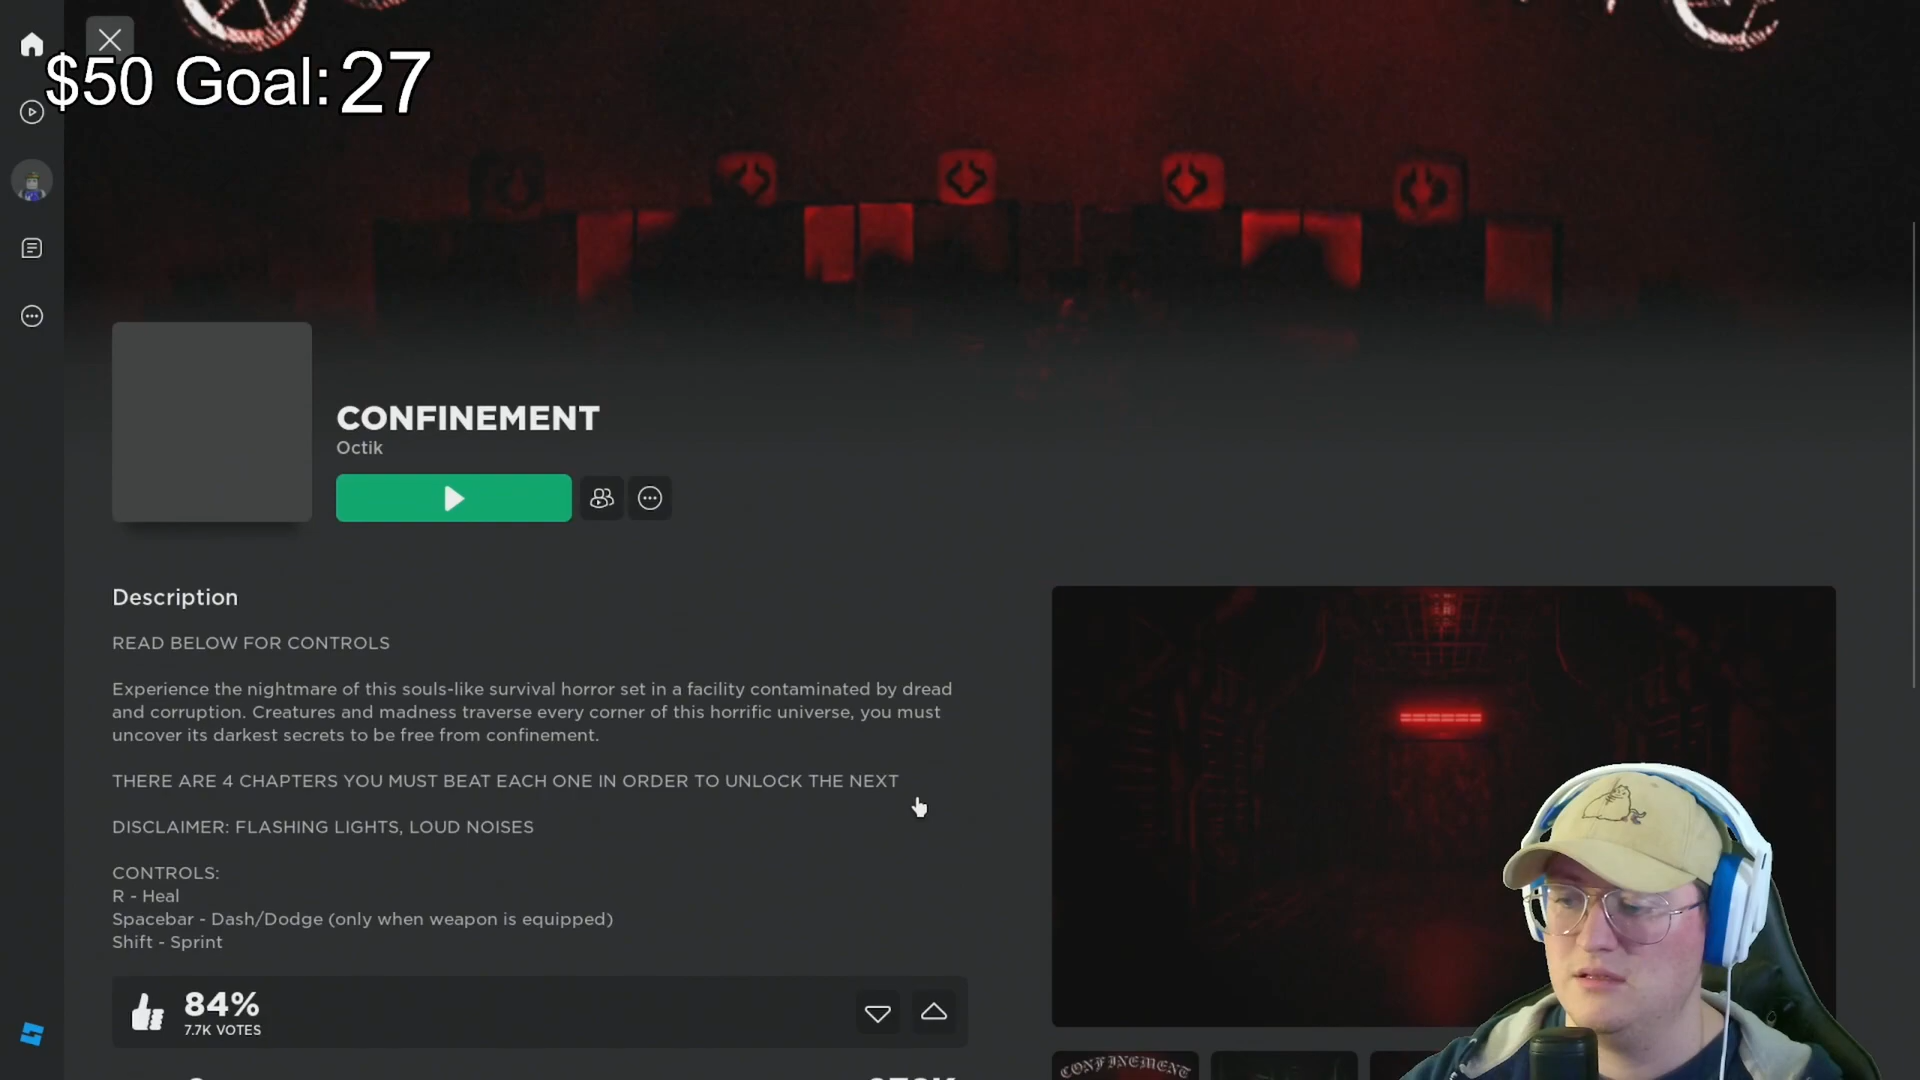 $50 Goal: 27
CONFINEMENT
Octik
Description
READ BELOW FOR CONTROLS
Experience the nightmare of this souls-like survival horror set in a facility contaminated by dread
and corruption. Creatures and madness traverse every corner of this horrific universe, you must
uncover its darkest secrets to be free from confinement.
THERE ARE 4 CHAPTERS YOU MUST BEAT EACH ONE IN ORDER TO UNLOCK THE NEXT
DISCLAIMER: FLASHING LIGHTS, LOUD NOISES
CONTROLS:
R - Heal
Spacebar - Dash/Dodge (only when weapon is equipped)
Shift - Sprint
84%
7.7K VOTES
CONFINEMENT